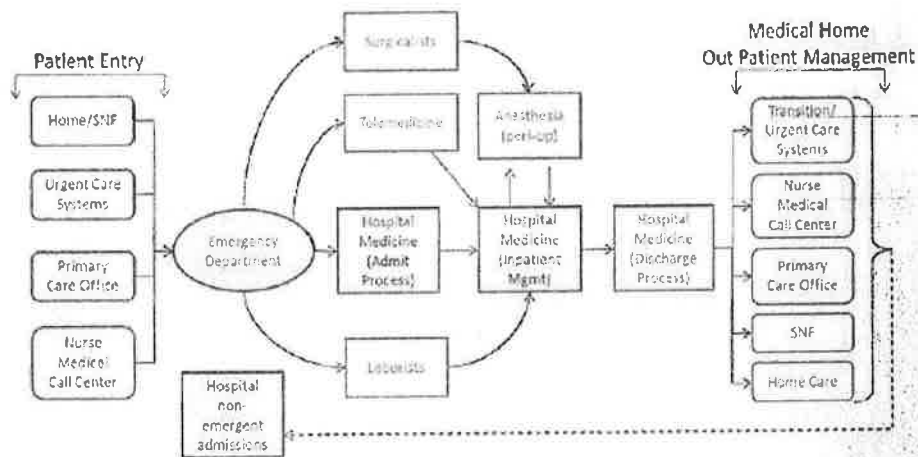 Patient Entry
Home/SNF
Urgent Care
Systems
Primary
Care Office
Nurse
Medical
Call Center
Emergency
Department
Surgicalists
Telemedicine
Hospital
Medicine
(Admit
Process)
Laborists
Hospital
non-
emergent
admissions
Anesthesia
(peri-op)
Hospital
Medicine
(Inpatient
Mgmt)
Hospital
Medicine
(Discharge
Process)
Medical Home
Out Patient Management
Transition/
Urgent Care
Systems
Nurse
Medical
Call Center
Primary
Care Office
SNF
Home Care